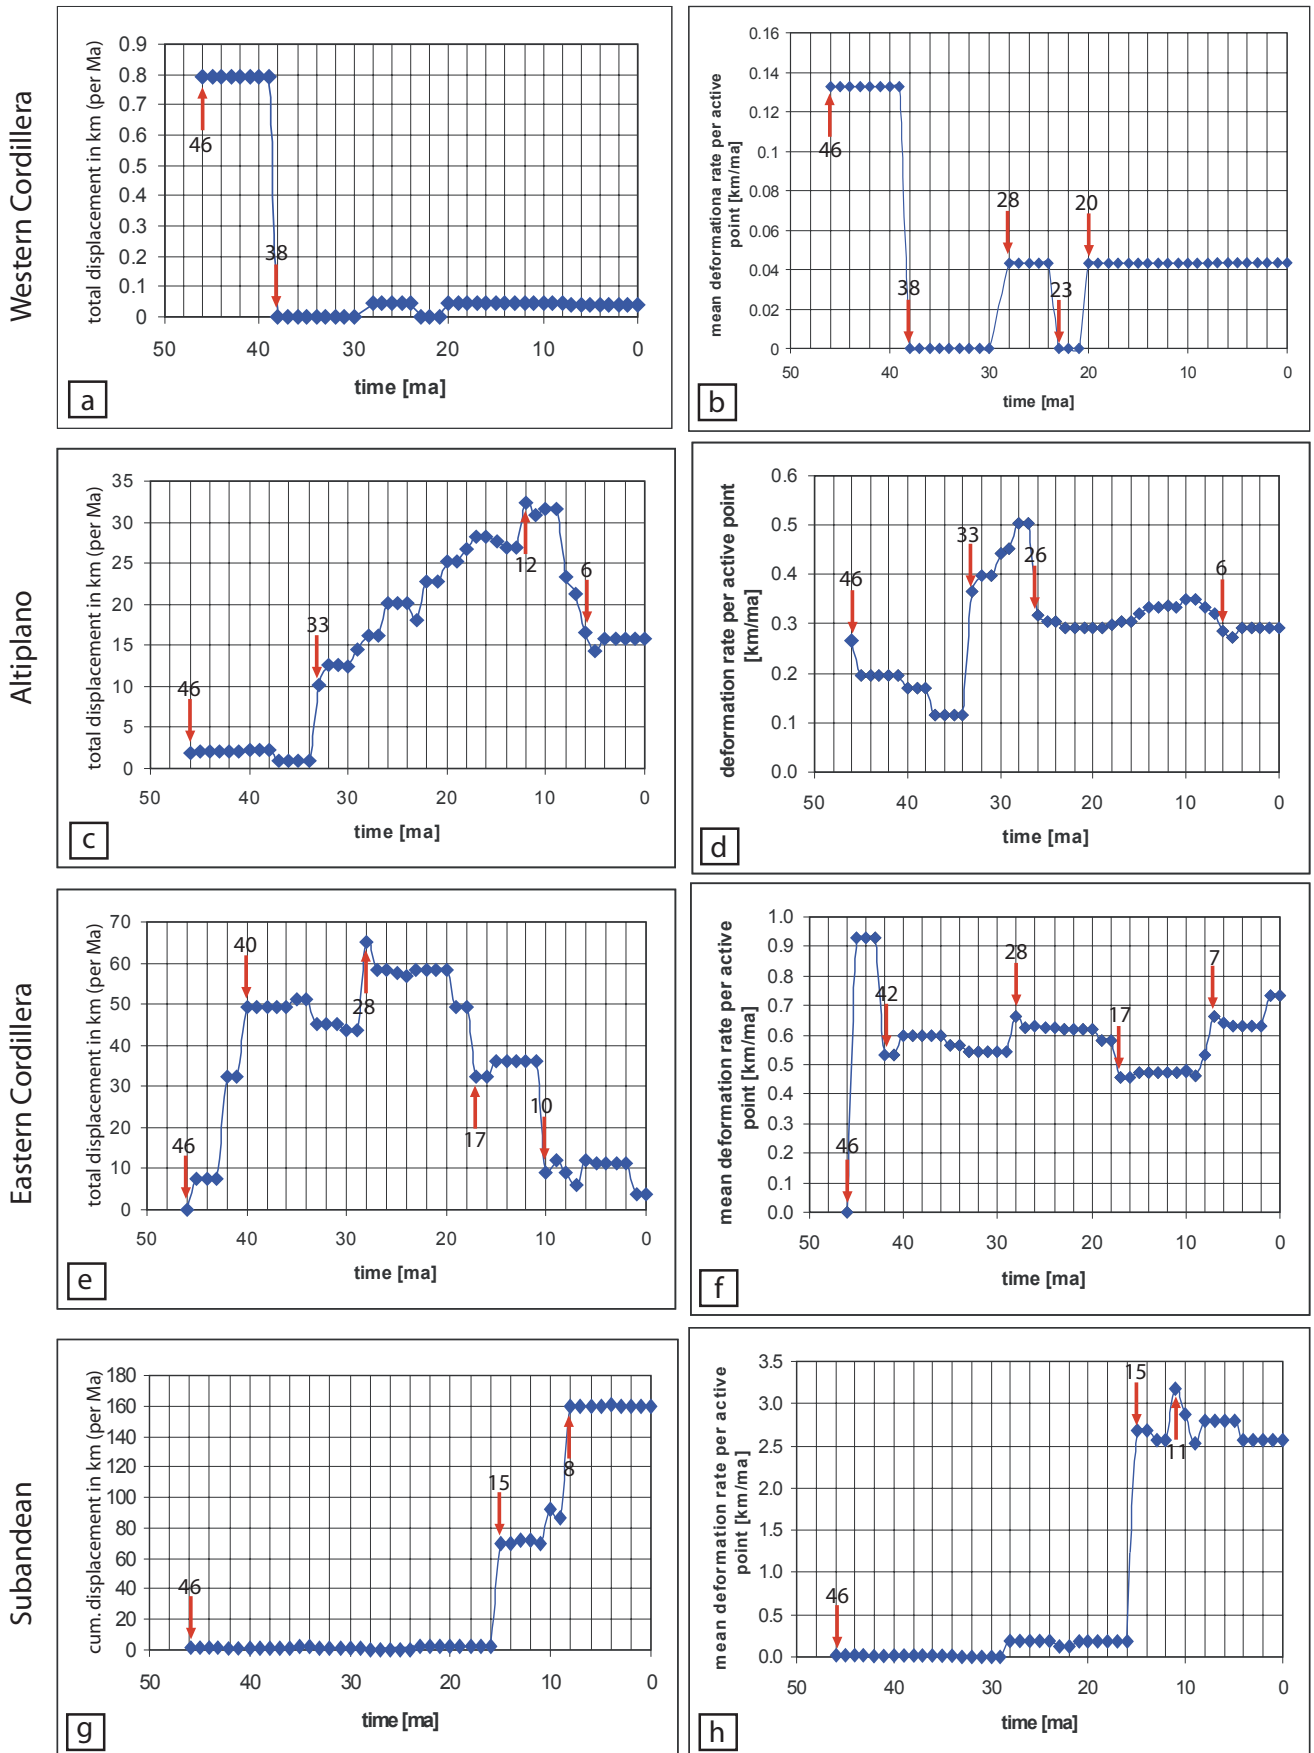 Western Cordillera
total displacement in km (per Ma)
0.9
0.8
0.7
0.6
0.5
0.4
0.3
0.2
0.1
0
46
38
50 40 30 20 10 0
time [ma]
a
mean deformationa rate per active
point [km/ma]
0.16
0.14
0.12
0.1
0.08
0.06
0.04
0.02
0
46
38
28
23
20
50 40 30 20 10 0
time [ma]
b
Altiplano
total displacement in km (per Ma)
35
30
25
20
15
10
5
0
46
33
12
6
50 40 30 20 10 0
time [ma]
c
deformation rate per active point
[km/ma]
0.6
0.5
0.4
0.3
0.2
0.1
0.0
46
33
26
6
50 40 30 20 10 0
time [ma]
d
Eastern Cordillera
total displacement in km (per Ma)
70
60
50
40
30
20
10
0
46
40
28
17
10
50 40 30 20 10 0
time [ma]
e
mean deformation rate per active
point [km/ma]
1.0
0.9
0.8
0.7
0.6
0.5
0.4
0.3
0.2
0.1
0.0
46
42
28
17
7
50 40 30 20 10 0
time [ma]
f
Subandean
cum. displacement in km (per Ma)
180
160
140
120
100
80
60
40
20
0
46
15
8
50 40 30 20 10 0
time [ma]
g
mean deformation rate per active
point [km/ma]
3.5
3.0
2.5
2.0
1.5
1.0
0.5
0.0
46
15
11
50 40 30 20 10 0
time [ma]
h